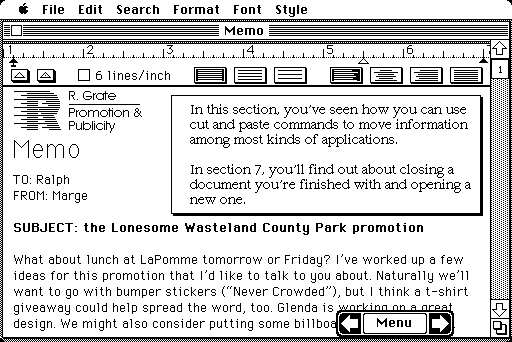 File Edit Search Format Font Style
Memo
1 2 3 4 5 6
6 lines/inch
1
R. Grafe
Promotion &
Publicity
Memo
TO: Ralph
FROM: Marge
In this section, you've seen how you can use
cut and paste commands to move information
among most kinds of applications.
In section 7, you'll find out about closing a
document you're finished with and opening a
new one.
SUBJECT: the Lonesome Wasteland County Park promotion
What about lunch at LaPomme tomorrow or Friday? I've worked up a few
ideas for this promotion that I'd like to talk to you about. Naturally we'll
want to go with bumper stickers ("Never Crowded"), but I think a t-shirt
giveaway could help spread the word, too. Glenda is working on a great
design. We might also consider putting some billboa
Menu